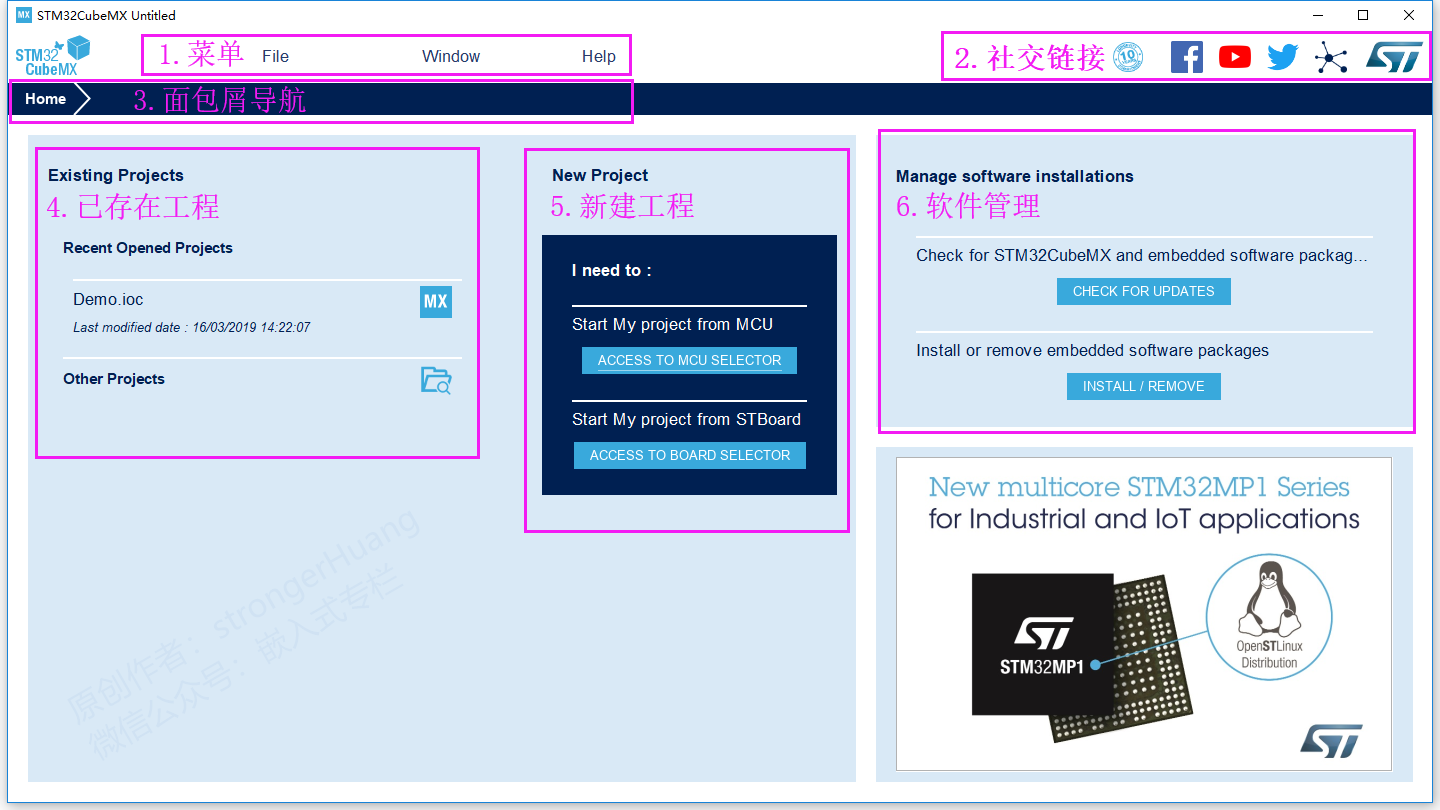 MX STM32CubeMX Untitled
STM32
CubeMX
1. 菜单 File Window Help
2. 社交链接 10
Home
3. 面包屑导航
Existing Projects
4. 已存在工程
Recent Opened Projects
Demo.ioc MX
Last modified date : 16/03/2019 14:22:07
Other Projects
New Project
5. 新建工程
I need to :
Start My project from MCU
ACCESS TO MCU SELECTOR
Start My project from STBoard
ACCESS TO BOARD SELECTOR
Manage software installations
6. 软件管理
Check for STM32CubeMX and embedded software packag...
CHECK FOR UPDATES
Install or remove embedded software packages
INSTALL / REMOVE
New multicore STM32MP1 Series
for Industrial and IoT applications
ST
STM32MP1
OpenSTLinux
Distribution
ST
原创作者：strongerHuang
微信公众号：嵌入式专栏